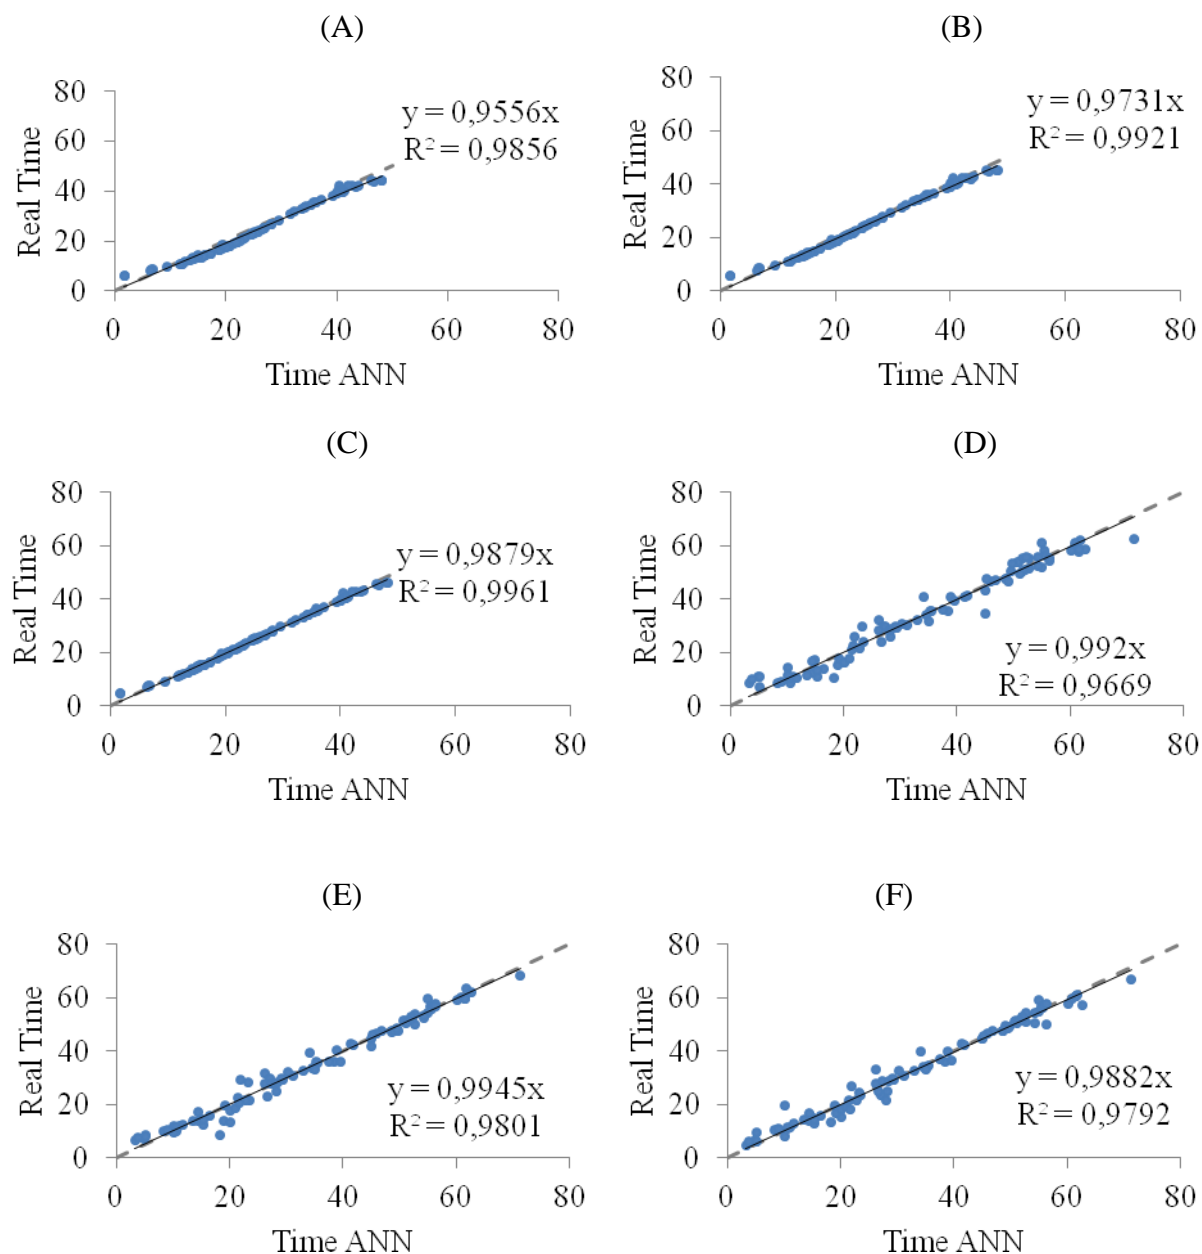 (A)
80
60
40
20
0
Real Time
y = 0,9556x
R² = 0,9856
0 20 40 60 80
Time ANN
(B)
80
60
40
20
0
Real Time
y = 0,9731x
R² = 0,9921
0 20 40 60 80
Time ANN
(C)
80
60
40
20
0
Real Time
y = 0,9879x
R² = 0,9961
0 20 40 60 80
Time ANN
(D)
80
60
40
20
0
Real Time
y = 0,992x
R² = 0,9669
0 20 40 60 80
Time ANN
(E)
80
60
40
20
0
Real Time
y = 0,9945x
R² = 0,9801
0 20 40 60 80
Time ANN
(F)
80
60
40
20
0
Real Time
y = 0,9882x
R² = 0,9792
0 20 40 60 80
Time ANN